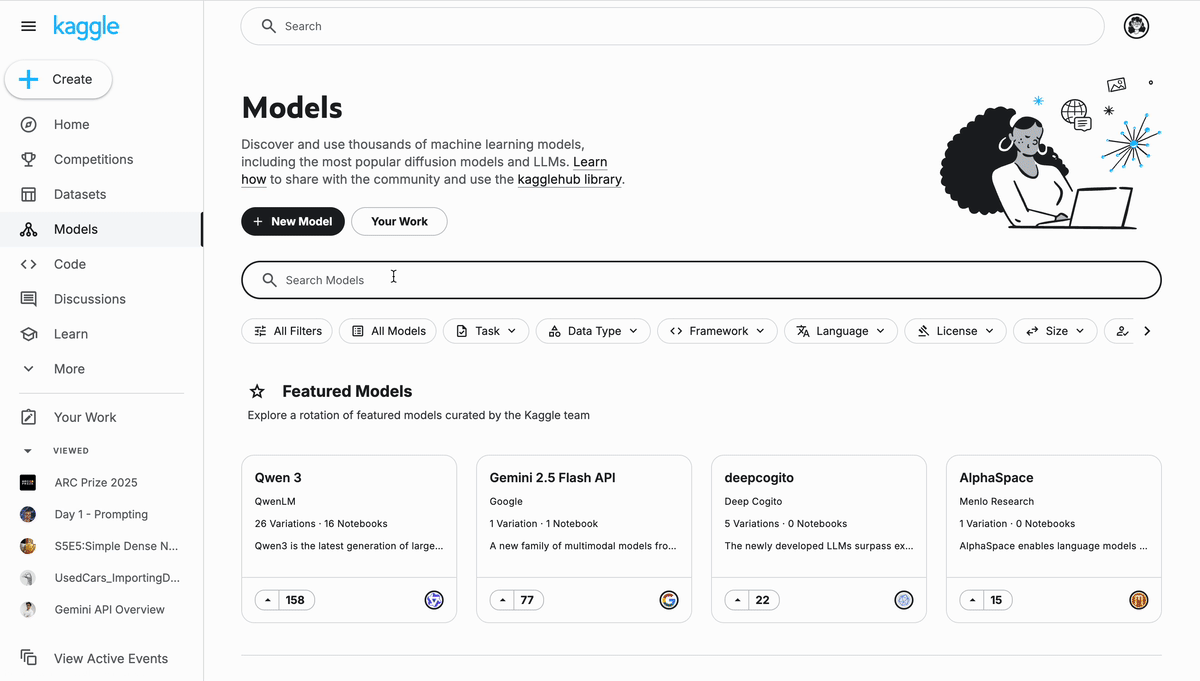 kaggle
Search
Create
Home
Competitions
Datasets
Models
Code
Discussions
Learn
More
Your Work
VIEWED
ARC Prize 2025
Day 1 - Prompting
S5E5:Simple Dense N...
UsedCars_ImportingD...
Gemini API Overview
View Active Events
Models
Discover and use thousands of machine learning models,
including the most popular diffusion models and LLMs. Learn
how to share with the community and use the kagglehub library.
+ New Model
Your Work
Search Models
All Filters
All Models
Task
Data Type
Framework
Language
License
Size
Featured Models
Explore a rotation of featured models curated by the Kaggle team
Qwen 3
QwenLM
26 Variations · 16 Notebooks
Qwen3 is the latest generation of large...
158
Gemini 2.5 Flash API
Google
1 Variation · 1 Notebook
A new family of multimodal models fro...
77
deepcogito
Deep Cogito
5 Variations · 0 Notebooks
The newly developed LLMs surpass ex...
22
AlphaSpace
Menlo Research
1 Variation · 0 Notebooks
AlphaSpace enables language models ...
15